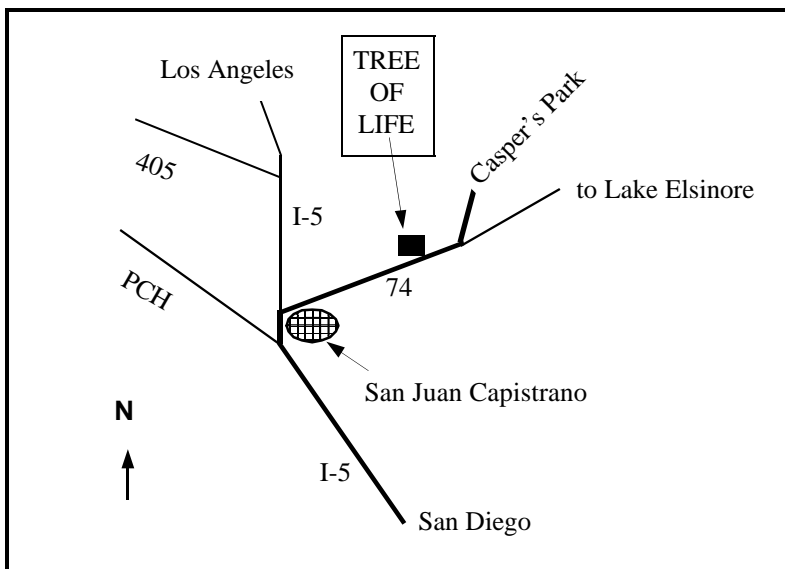 Los Angeles
TREE
OF
LIFE
Casper's Park
405
to Lake Elsinore
I-5
PCH
74
San Juan Capistrano
N
I-5
San Diego